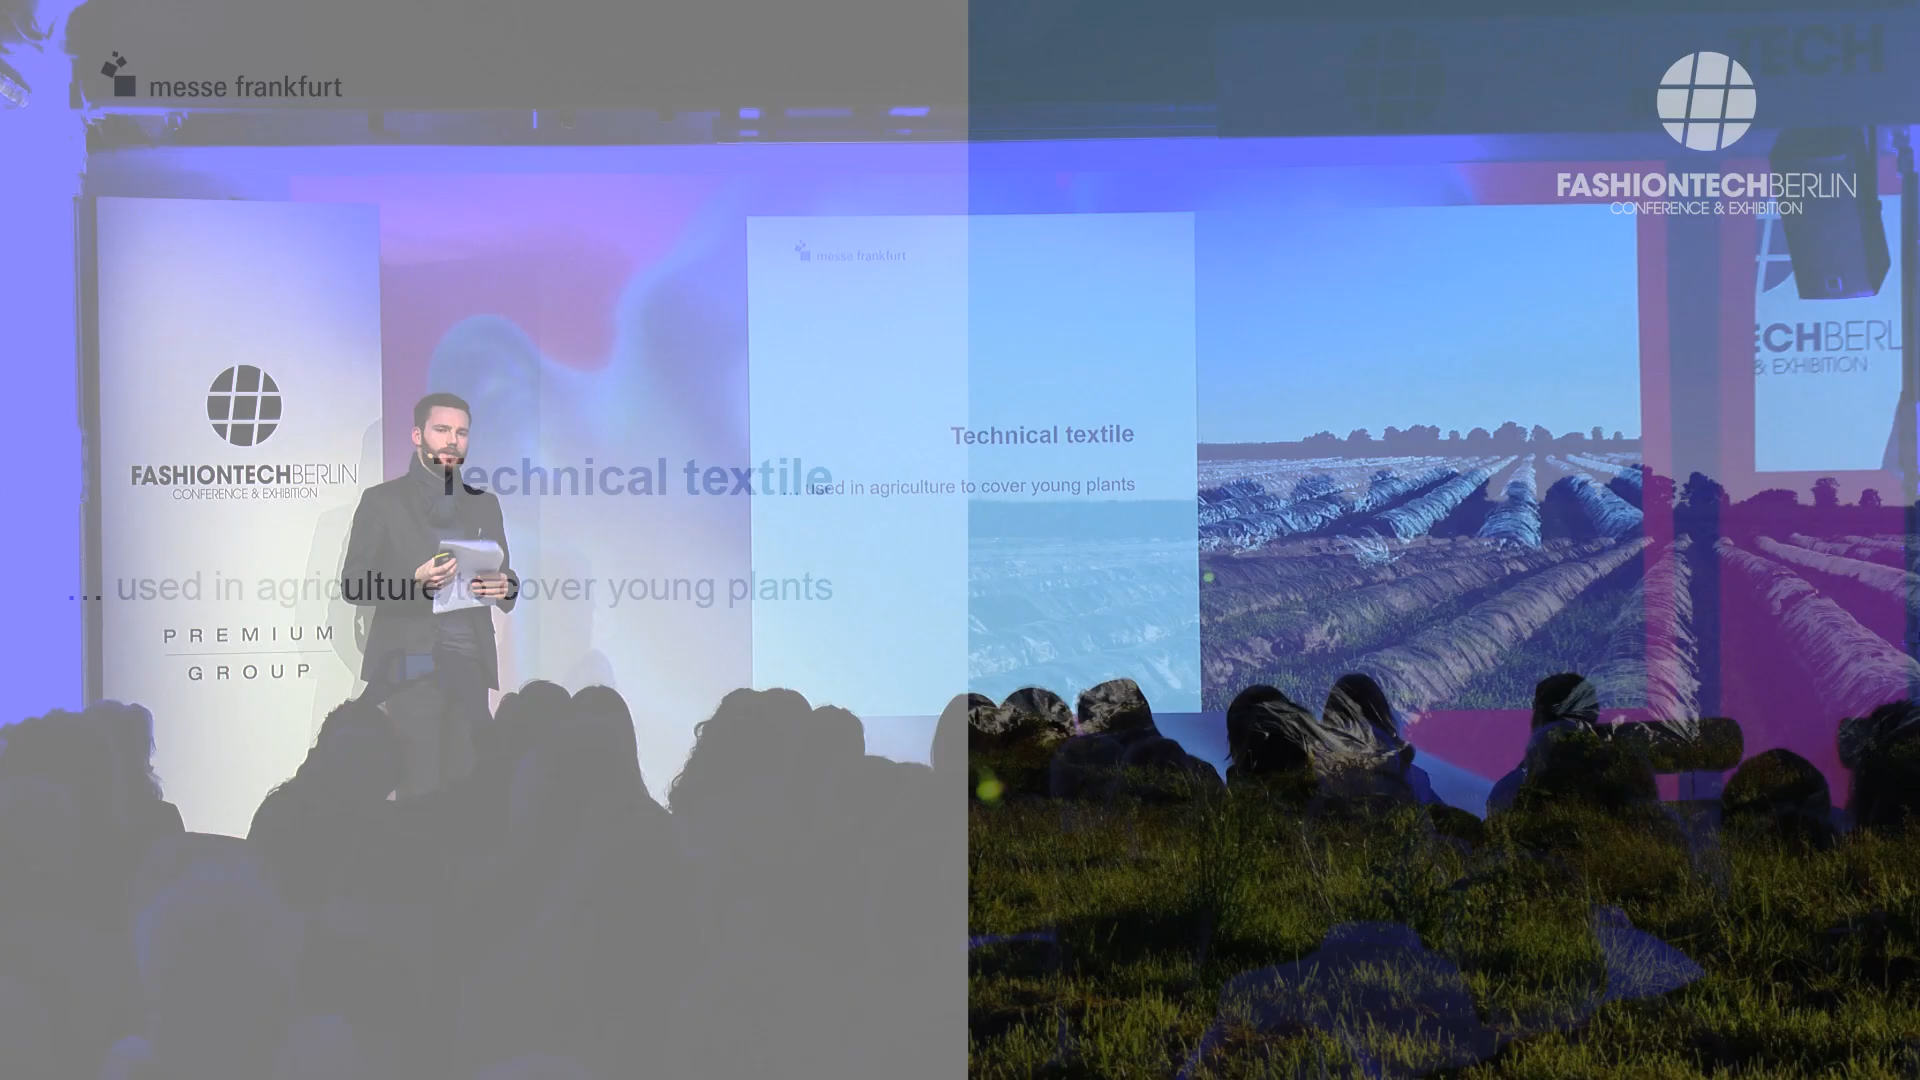 messe frankfurt
TECH
FASHIONTECHBERLIN
CONFERENCE & EXHIBITION
messe frankfurt
ECHBERL
& EXHIBITION
Technical textile
... used in agriculture to cover young plants
FASHIONTECHBERLIN
CONFERENCE & EXHIBITION
Technical textile
... used in agriculture to cover young plants
PREMIUM
GROUP